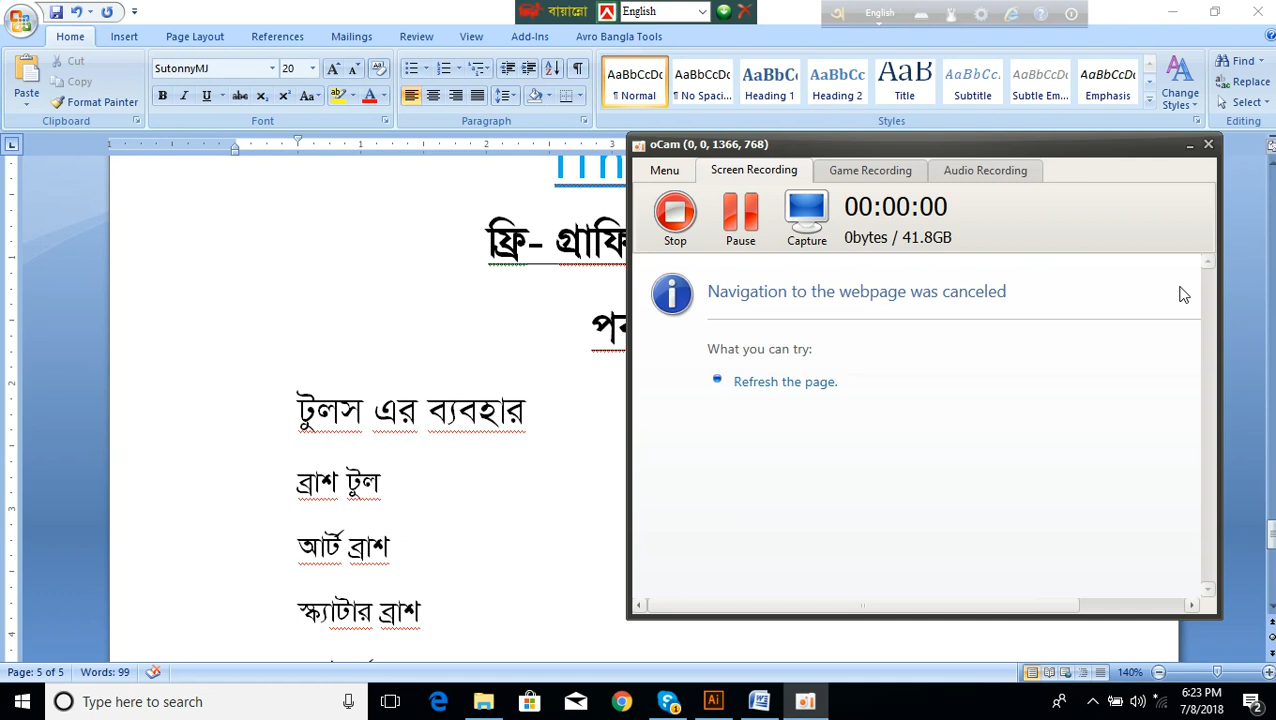 বায়ান্নো English English
Home Insert Page Layout References Mailings Review View Add-Ins Avro Bangla Tools
Paste Cut Copy Format Painter Clipboard
SutonnyMJ 20
Font
Paragraph
AaBbCcDc AaBbCcDc AaBbCc AaBbCc AaB AaBbCc. AaBbCcDc AaBbCcDc
¶ Normal ¶ No Spaci... Heading 1 Heading 2 Title Subtitle Subtle Em... Emphasis
Change Styles
Styles
Find Replace Select Editing
oCam (0, 0, 1366, 768)
Menu Screen Recording Game Recording Audio Recording
Stop Pause Capture
00:00:00
0bytes / 41.8GB
Navigation to the webpage was canceled
What you can try:
Refresh the page.
ফ্রি- গ্রাফি
টুলস এর ব্যবহার
ব্রাশ টুল
আর্ট ব্রাশ
স্ক্যাটার ব্রাশ
Page: 5 of 5 Words: 99 140%
Type here to search
6:23 PM
7/8/2018